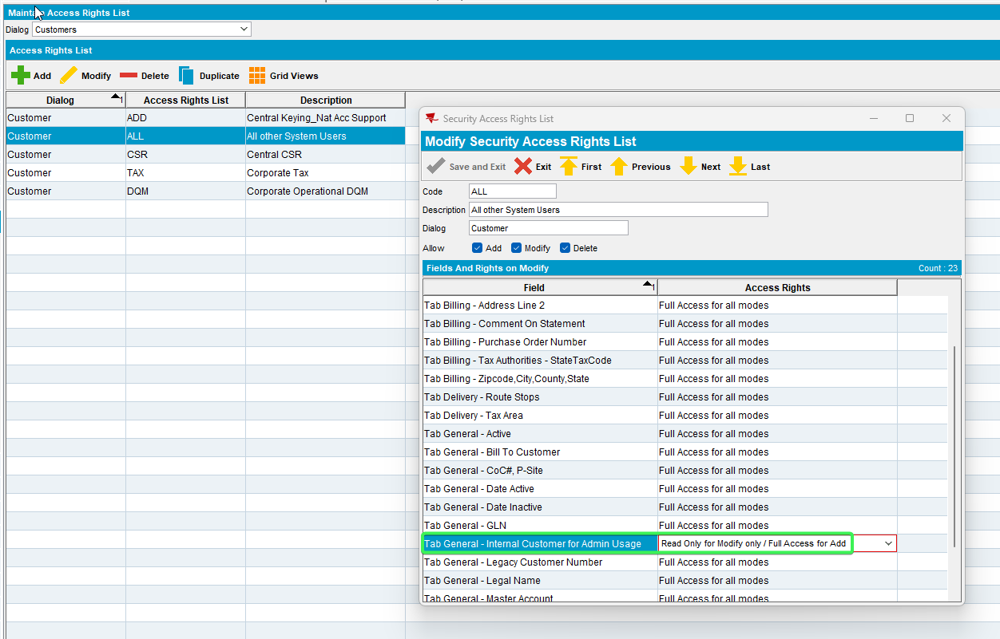 Maintain Access Rights List
Dialog Customers
Access Rights List
Add Modify Delete Duplicate Grid Views
Dialog 1 Access Rights List Description
Customer ADD Central Keying_Nat Acc Support
Customer ALL All other System Users
Customer CSR Central CSR
Customer TAX Corporate Tax
Customer DQM Corporate Operational DQM
Security Access Rights List
Modify Security Access Rights List
Save and Exit Exit First Previous Next Last
Code ALL
Description All other System Users
Dialog Customer
Allow Add Modify Delete
Fields And Rights on Modify Count : 23
Field 1 Access Rights
Tab Billing - Address Line 2 Full Access for all modes
Tab Billing - Comment On Statement Full Access for all modes
Tab Billing - Purchase Order Number Full Access for all modes
Tab Billing - Tax Authorities - StateTaxCode Full Access for all modes
Tab Billing - Zipcode,City,County,State Full Access for all modes
Tab Delivery - Route Stops Full Access for all modes
Tab Delivery - Tax Area Full Access for all modes
Tab General - Active Full Access for all modes
Tab General - Bill To Customer Full Access for all modes
Tab General - CoC#, P-Site Full Access for all modes
Tab General - Date Active Full Access for all modes
Tab General - Date Inactive Full Access for all modes
Tab General - GLN Full Access for all modes
Tab General - Internal Customer for Admin Usage Read Only for Modify only / Full Access for Add
Tab General - Legacy Customer Number Full Access for all modes
Tab General - Legal Name Full Access for all modes
Tab General - Master Account Full Access for all modes